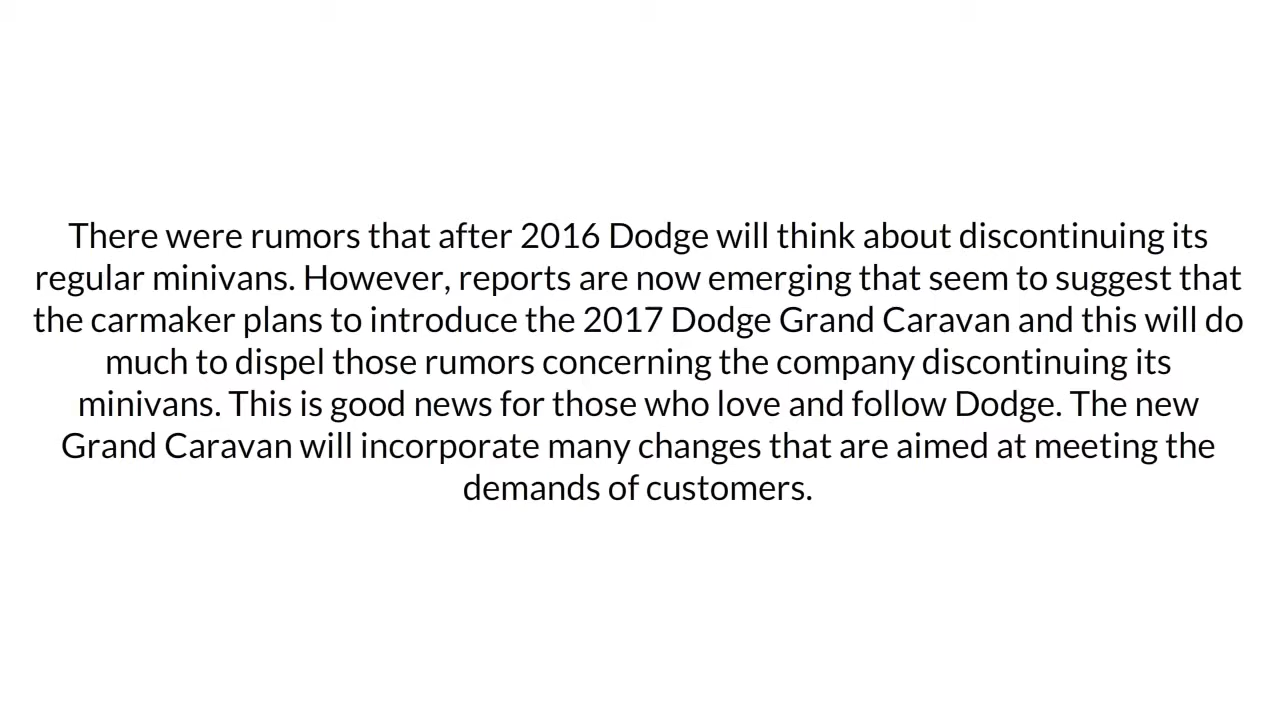 There were rumors that after 2016 Dodge will think about discontinuing its
regular minivans. However, reports are now emerging that seem to suggest that
the carmaker plans to introduce the 2017 Dodge Grand Caravan and this will do
much to dispel those rumors concerning the company discontinuing its
minivans. This is good news for those who love and follow Dodge. The new
Grand Caravan will incorporate many changes that are aimed at meeting the
demands of customers.